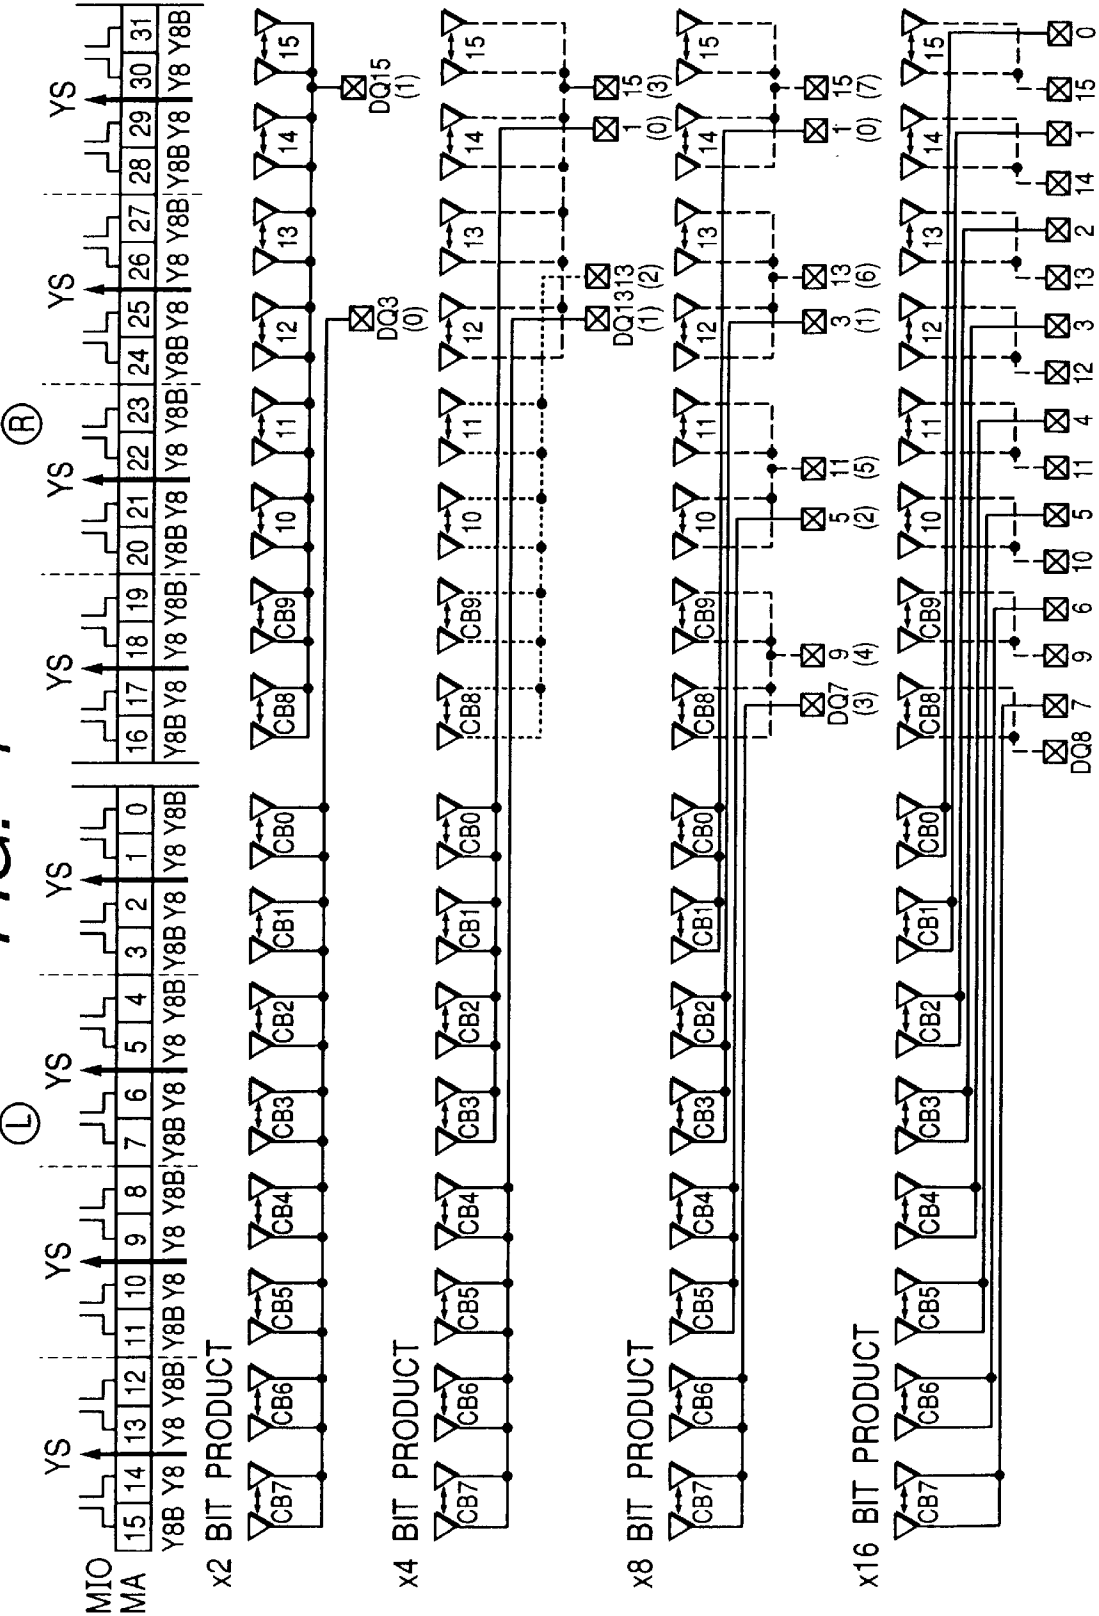 L R
YS YS YS YS YS YS YS YS
MIO
MA 15 14 13 12 11 10 9 8 7 6 5 4 3 2 1 0 16 17 18 19 20 21 22 23 24 25 26 27 28 29 30 31
Y8B Y8 Y8 Y8B Y8B Y8 Y8 Y8B Y8B Y8 Y8 Y8B Y8B Y8 Y8 Y8B Y8B Y8 Y8 Y8B Y8B Y8 Y8 Y8B Y8B Y8 Y8 Y8B Y8B Y8 Y8 Y8B
x2 BIT PRODUCT
CB7 CB6 CB5 CB4 CB3 CB2 CB1 CB0 CB8 CB9 10 11 12 13 14 15
DQ3 DQ15
(0) (1)
x4 BIT PRODUCT
CB7 CB6 CB5 CB4 CB3 CB2 CB1 CB0 CB8 CB9 10 11 12 13 14 15
DQ13 13 1 15
(1) (2) (0) (3)
x8 BIT PRODUCT
CB7 CB6 CB5 CB4 CB3 CB2 CB1 CB0 CB8 CB9 10 11 12 13 14 15
DQ7 9 5 11 3 13 1 15
(3) (4) (2) (5) (1) (6) (0) (7)
x16 BIT PRODUCT
CB7 CB6 CB5 CB4 CB3 CB2 CB1 CB0 CB8 CB9 10 11 12 13 14 15
DQ8 7 9 6 10 5 11 4 12 3 13 2 14 1 15 0